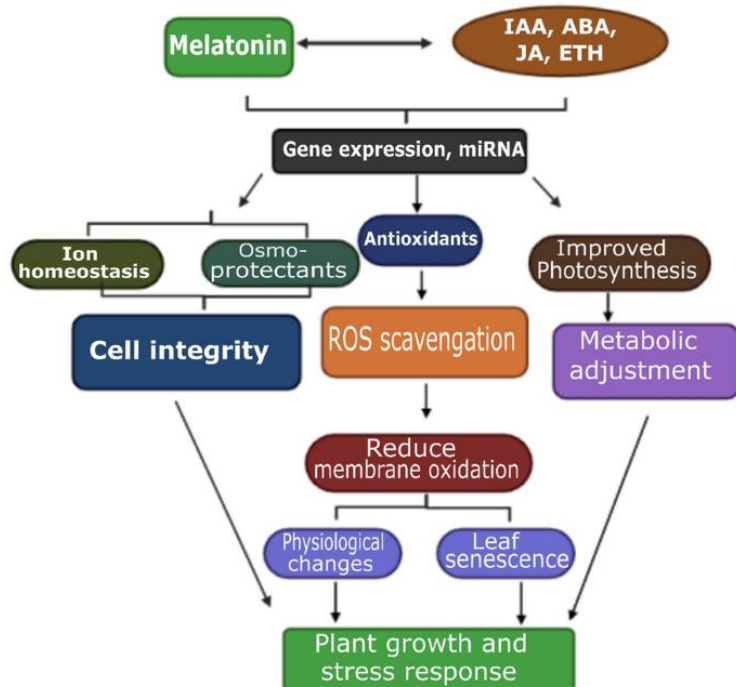 Melatonin
IAA, ABA,
JA, ETH
Gene expression, miRNA
Ion
homeostasis
Osmo-
protectants
Antioxidants
Improved
Photosynthesis
Cell integrity
ROS scavengation
Metabolic
adjustment
Reduce
membrane oxidation
Physiological
changes
Leaf
senescence
Plant growth and
stress response